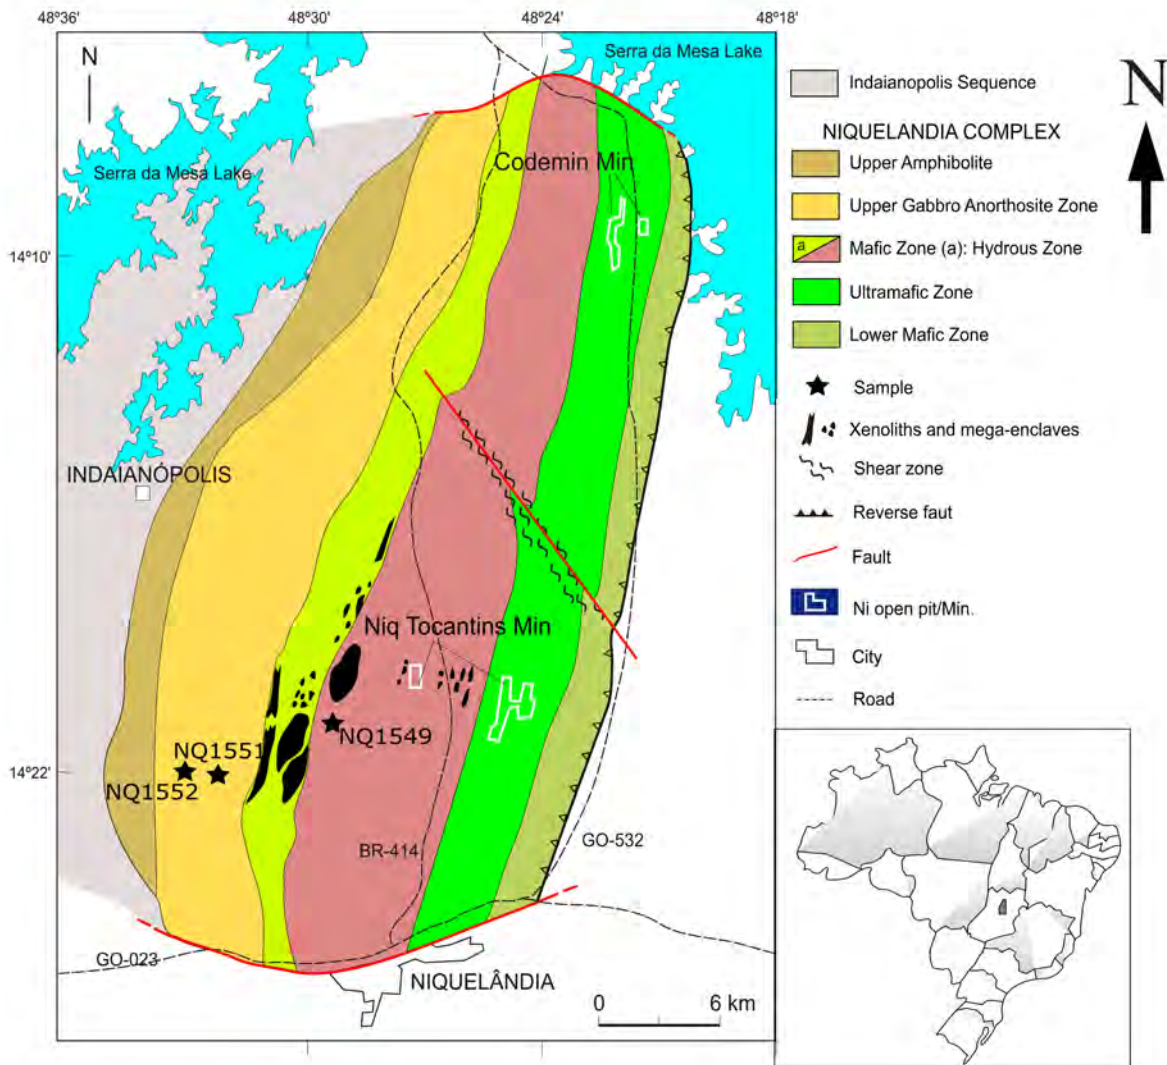 48°36'
48°30'
48°24'
48°18'
N
Serra da Mesa Lake
Codemin Min
Serra da Mesa Lake
14°10'
INDAIANÓPOLIS
Niq Tocantins Min
NQ1549
NQ1551
NQ1552
14°22'
BR-414
GO-532
GO-023
NIQUELÂNDIA
0 6 km
Indaianopolis Sequence
NIQUELANDIA COMPLEX
Upper Amphibolite
Upper Gabbro Anorthosite Zone
a
Mafic Zone (a): Hydrous Zone
Ultramafic Zone
Lower Mafic Zone
Sample
Xenoliths and mega-enclaves
Shear zone
Reverse faut
Fault
Ni open pit/Min.
City
Road
N